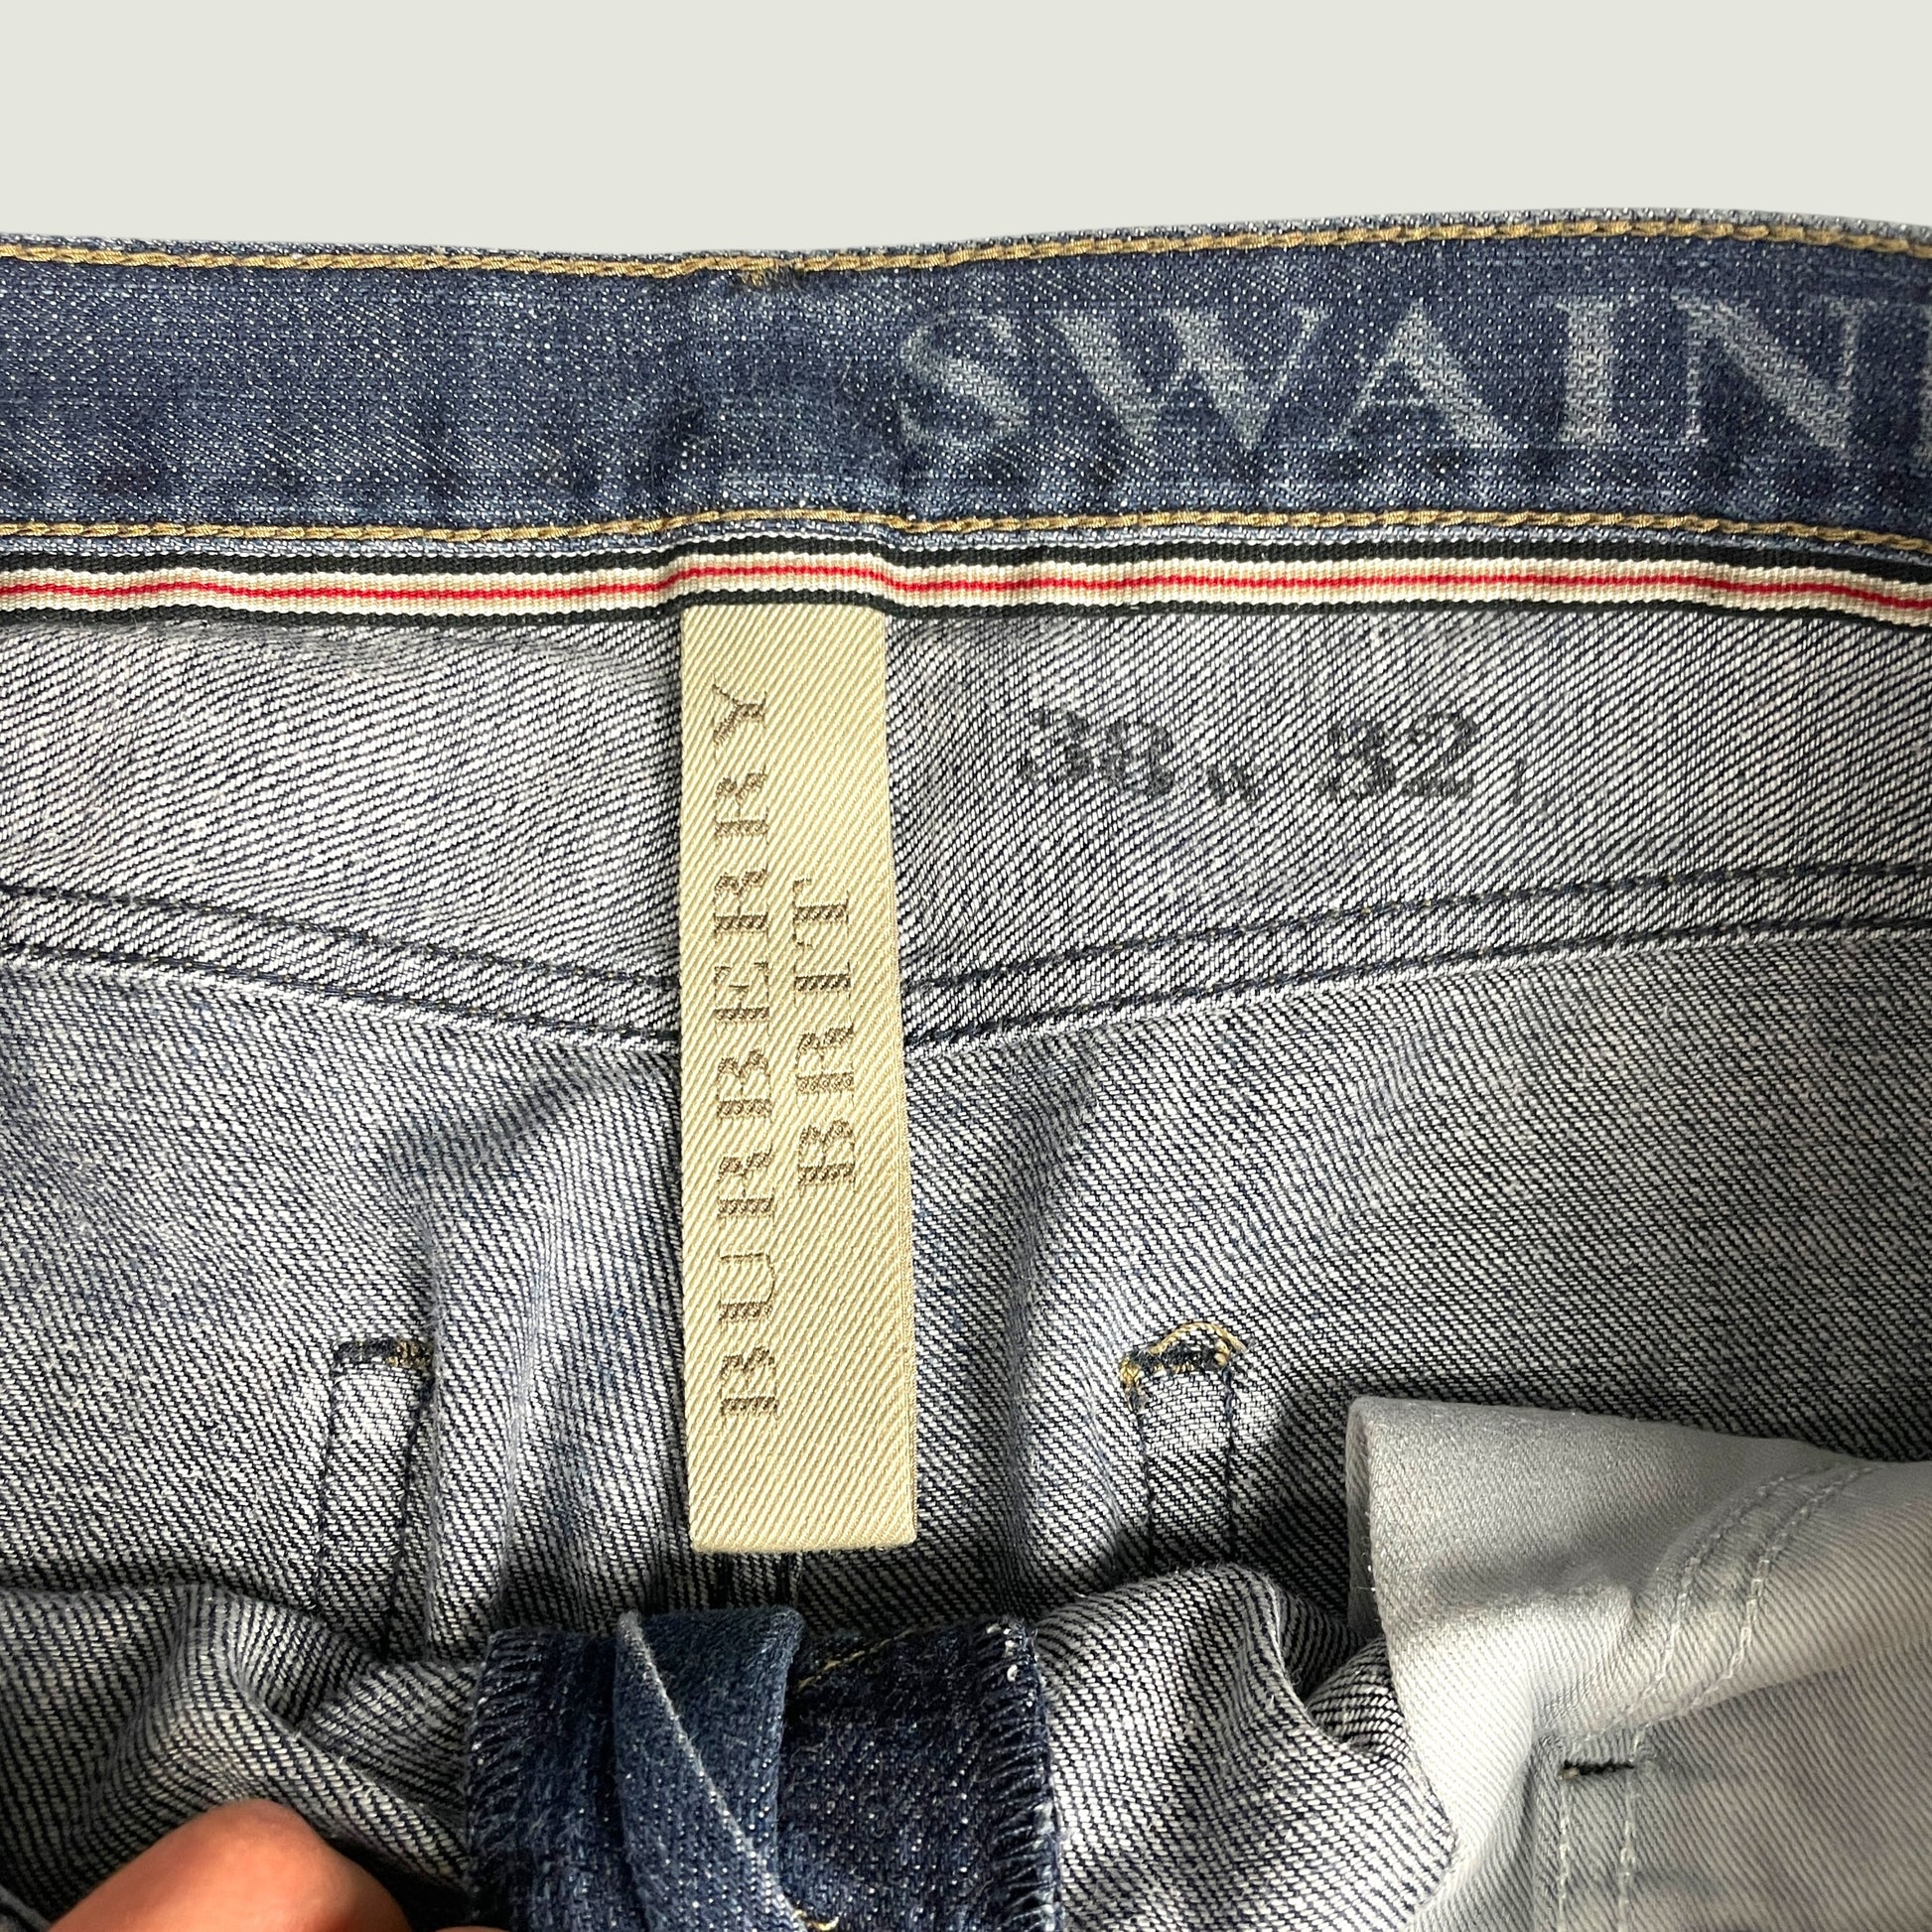 SWAIN
BURBERRY
BRIT
38" 32